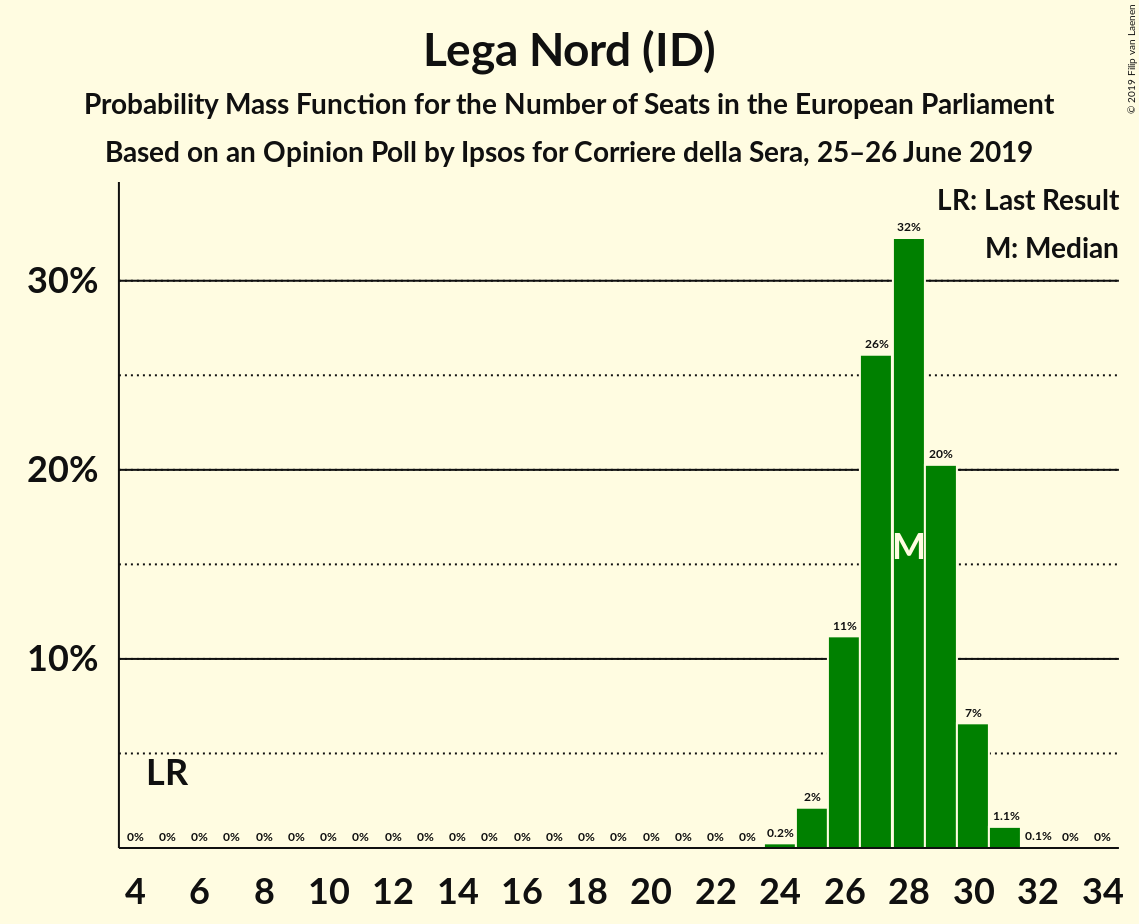 Lega Nord (ID)
Probability Mass Function for the Number of Seats in the European Parliament
Based on an Opinion Poll by Ipsos for Corriere della Sera, 25–26 June 2019
© 2019 Filip van Laenen
LR: Last Result
M: Median
32%
30%
26%
20%
20%
M
11%
10%
7%
LR
0% 0% 0% 0% 0% 0% 0% 0% 0% 0% 0% 0% 0% 0% 0% 0% 0% 0% 0% 0% 0.2% 2% 1.1% 0.1% 0% 0%
4 6 8 10 12 14 16 18 20 22 24 26 28 30 32 34